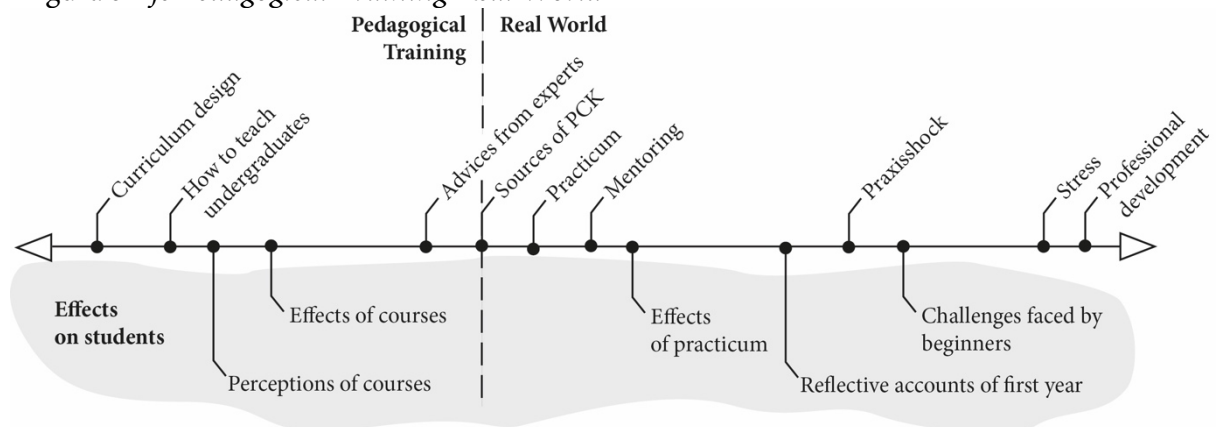 Pedagogical
Training
Real World
Curriculum design
How to teach
undergraduates
Advices from experts
Sources of PCK
Practicum
Mentoring
Praxisshock
Stress
Professional
development
Effects
on students
Effects of courses
Perceptions of courses
Effects
of practicum
Reflective accounts of first year
Challenges faced by
beginners